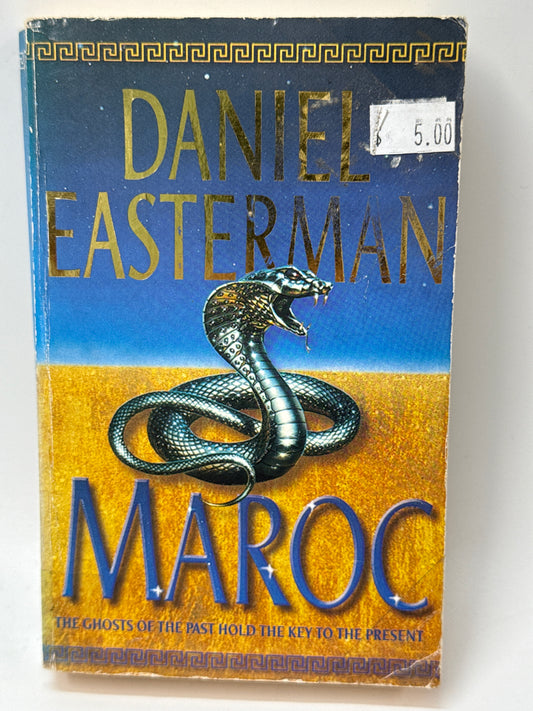 DANIEL
5.00
EASTERMAN
MAROC
THE GHOSTS OF THE PAST HOLD THE KEY TO THE PRESENT